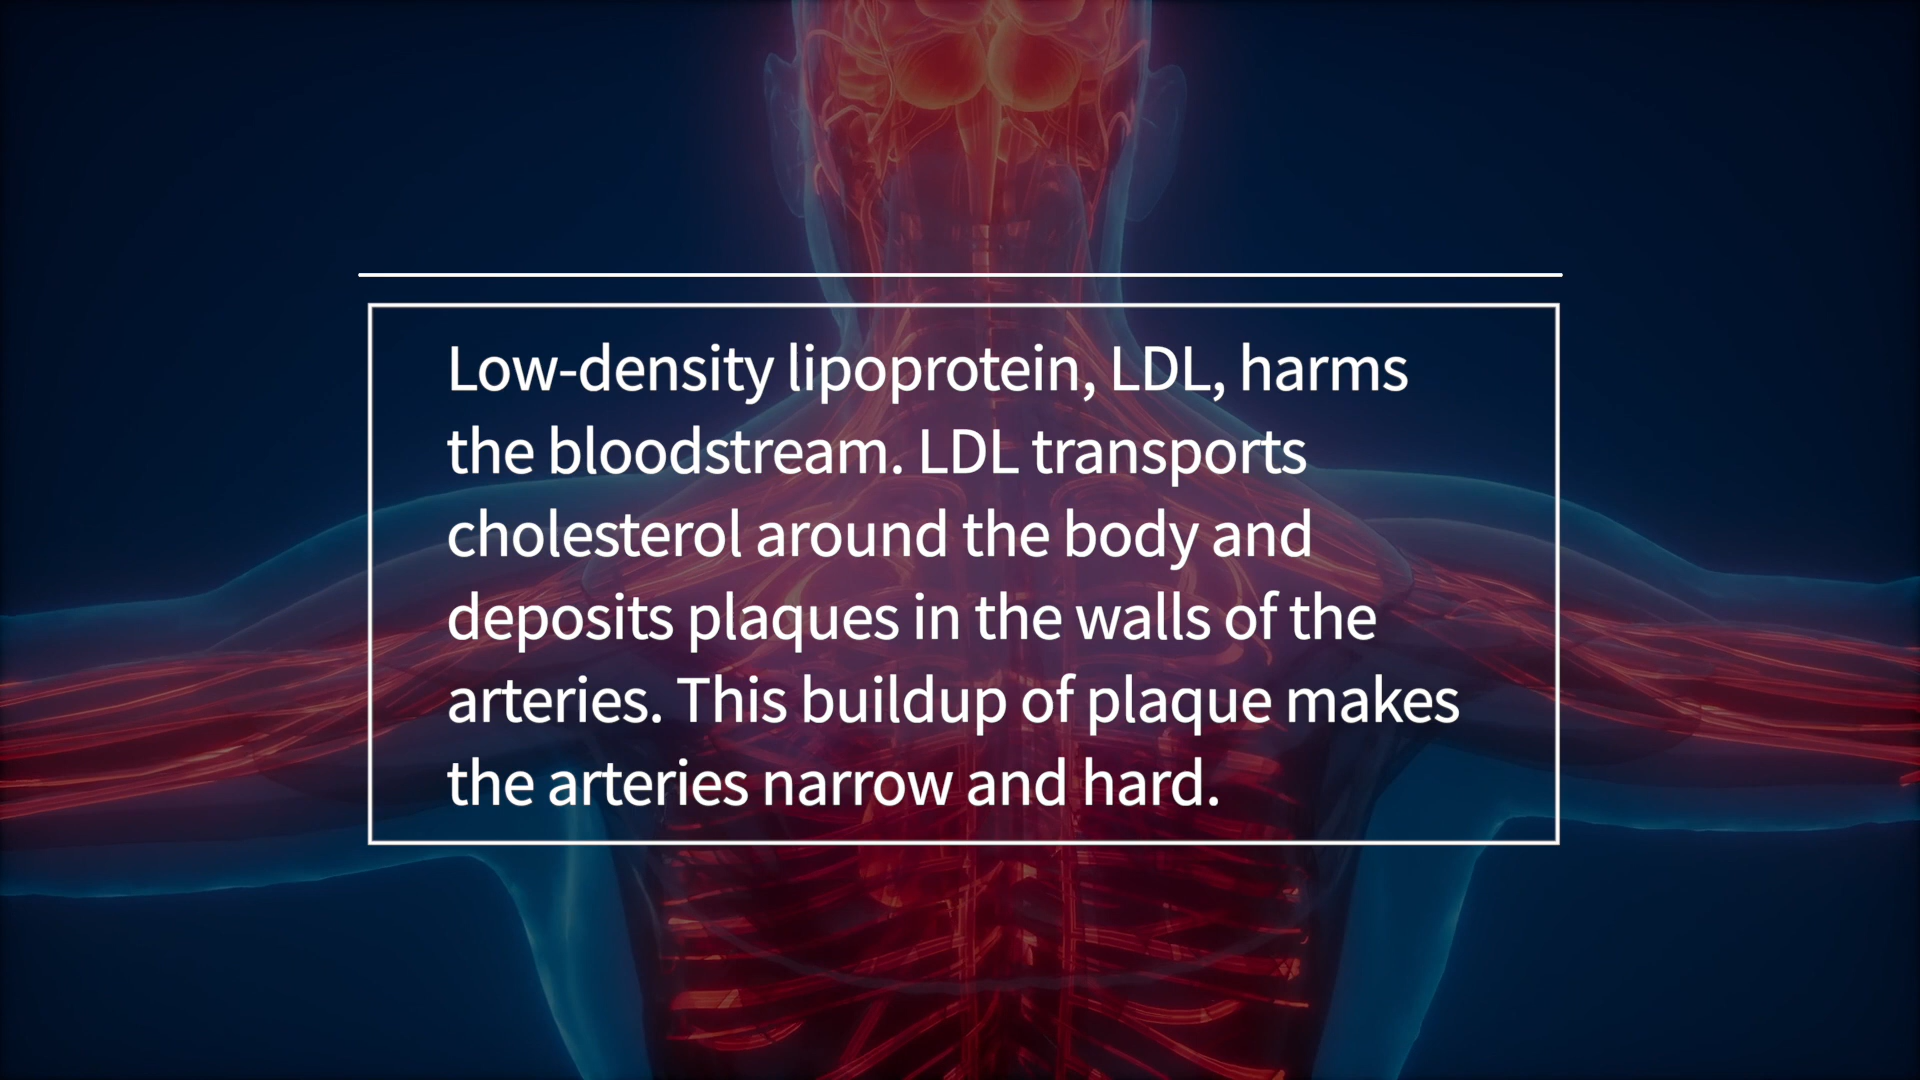 Low-density lipoprotein, LDL, harms
the bloodstream. LDL transports
cholesterol around the body and
deposits plaques in the walls of the
arteries. This buildup of plaque makes
the arteries narrow and hard.